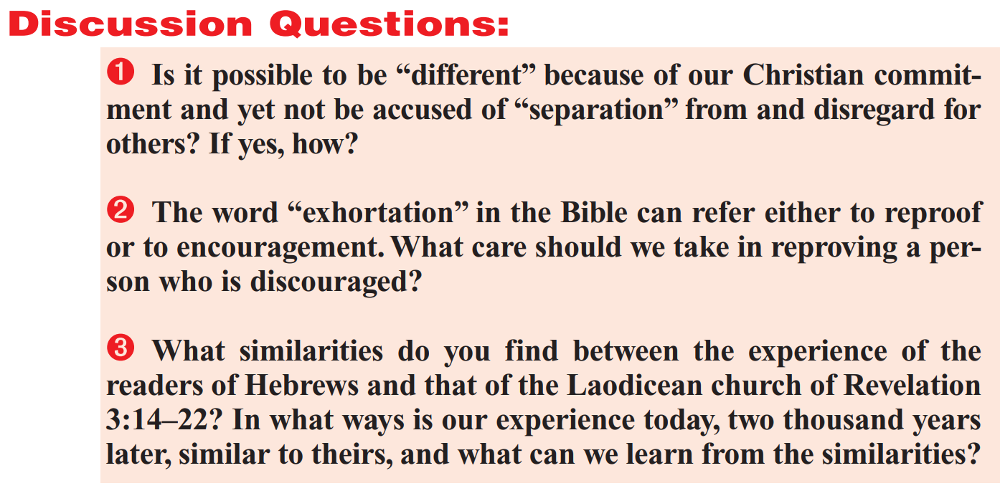 Discussion Questions:
❶ Is it possible to be “different” because of our Christian commit-
ment and yet not be accused of “separation” from and disregard for
others? If yes, how?
❷ The word “exhortation” in the Bible can refer either to reproof
or to encouragement. What care should we take in reproving a per-
son who is discouraged?
❸ What similarities do you find between the experience of the
readers of Hebrews and that of the Laodicean church of Revelation
3:14–22? In what ways is our experience today, two thousand years
later, similar to theirs, and what can we learn from the similarities?